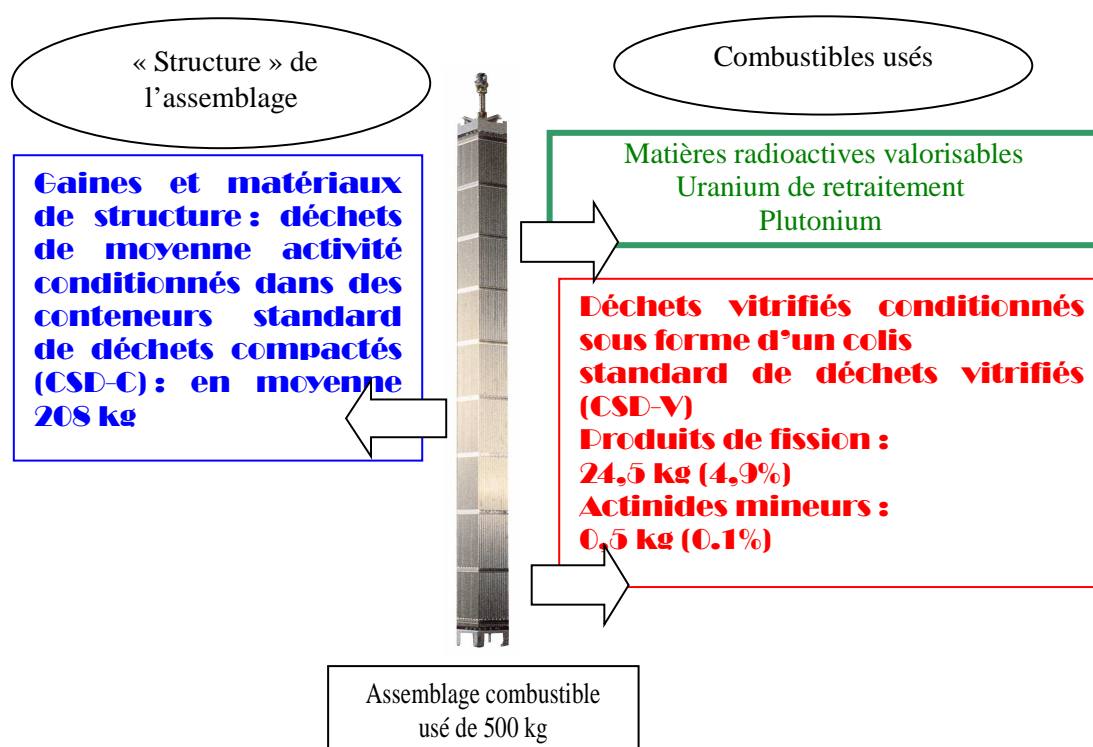 « Structure » de
l’assemblage
Combustibles usés
Gaines et matériaux
de structure : déchets
de moyenne activité
conditionnés dans des
conteneurs standard
de déchets compactés
(CSD-C) : en moyenne
208 kg
Matières radioactives valorisables
Uranium de retraitement
Plutonium
Déchets vitrifiés conditionnés
sous forme d’un colis
standard de déchets vitrifiés
(CSD-V)
Produits de fission :
24,5 kg (4,9%)
Actinides mineurs :
0,5 kg (0.1%)
Assemblage combustible
usé de 500 kg